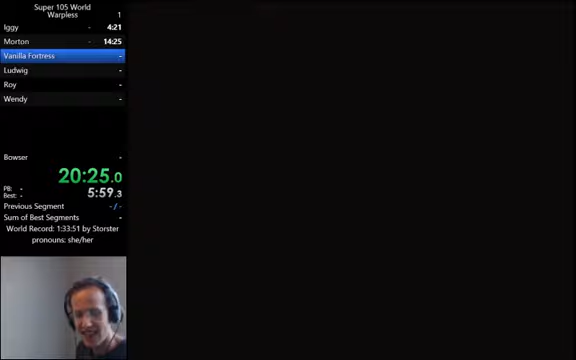 Super 105 World
Warpless 1
Iggy - 4:21
Morton - 14:25
Vanilla Fortress -
Ludwig -
Roy -
Wendy -
Bowser -
20:25.0
PB: -
Best: -
5:59.3
Previous Segment - / -
Sum of Best Segments -
World Record: 1:33:51 by Storster
pronouns: she/her